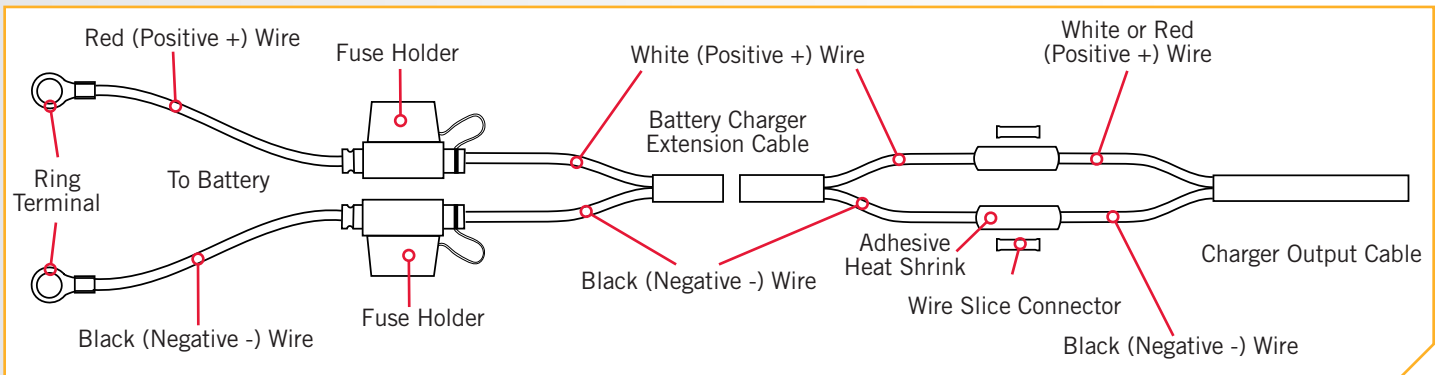 Red (Positive +) Wire
Fuse Holder
White (Positive +) Wire
White or Red
(Positive +) Wire
Battery Charger
Extension Cable
Ring
Terminal
To Battery
Adhesive
Heat Shrink
Charger Output Cable
Black (Negative -) Wire
Wire Slice Connector
Fuse Holder
Black (Negative -) Wire
Black (Negative -) Wire